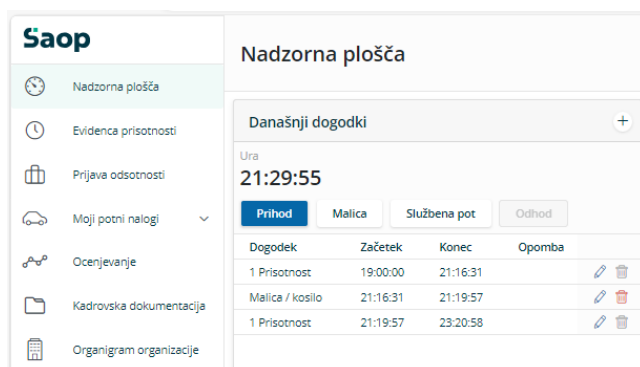 Saop
Nadzorna plošča
Evidenca prisotnosti
Prijava odsotnosti
Moji potni nalogi
Ocenjevanje
Kadrovska dokumentacija
Organigram organizacije
Nadzorna plošča
Današnji dogodki
Ura
21:29:55
Prihod Malica Službena pot Odhod
Dogodek Začetek Konec Opomba
1 Prisotnost 19:00:00 21:16:31
Malica / kosilo 21:16:31 21:19:57
1 Prisotnost 21:19:57 23:20:58